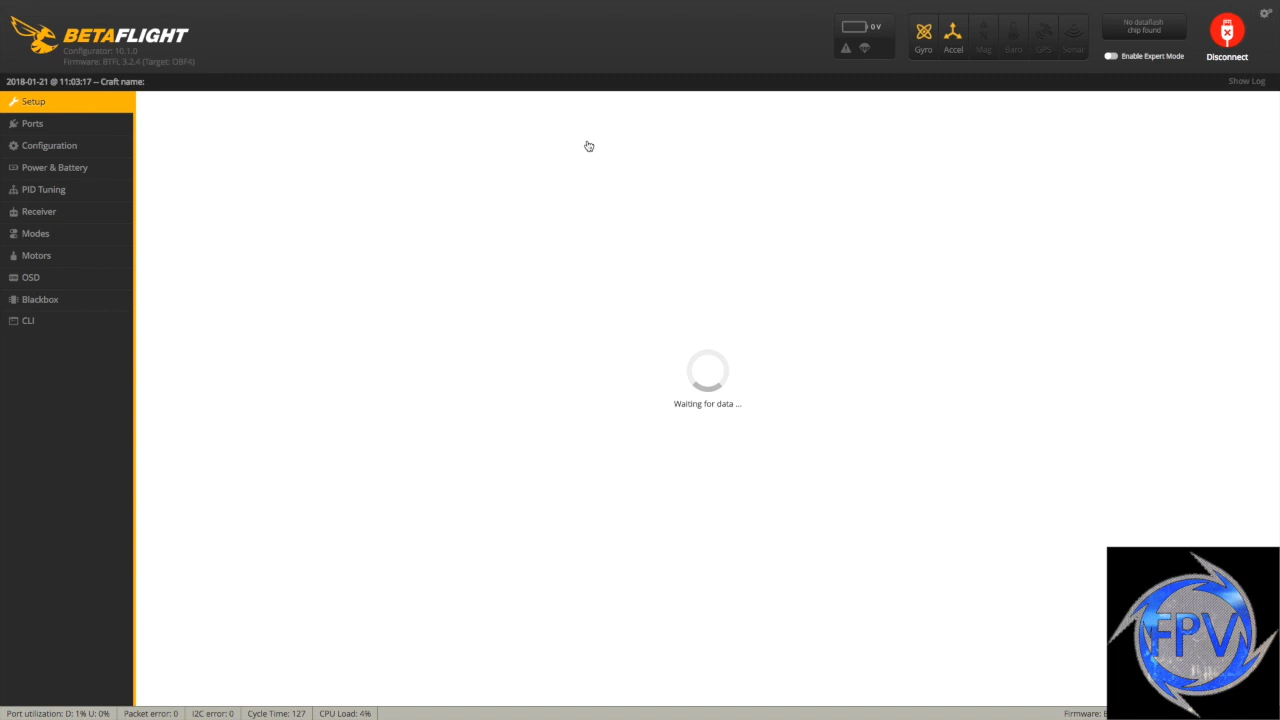 BETAFLIGHT
Configurator: 10.1.0
Firmware: BTFL 3.2.4 (Target: OBF4)
0 V
Gyro
Accel
Mag
Baro
GPS
Sonar
No dataflash
chip found
Enable Expert Mode
Disconnect
2018-01-21 @ 11:03:17 -- Craft name:
Show Log
Setup
Ports
Configuration
Power & Battery
PID Tuning
Receiver
Modes
Motors
OSD
Blackbox
CLI
Waiting for data ...
FPV
Port utilization: D: 1% U: 0%
Packet error: 0
I2C error: 0
Cycle Time: 127
CPU Load: 4%
Firmware: